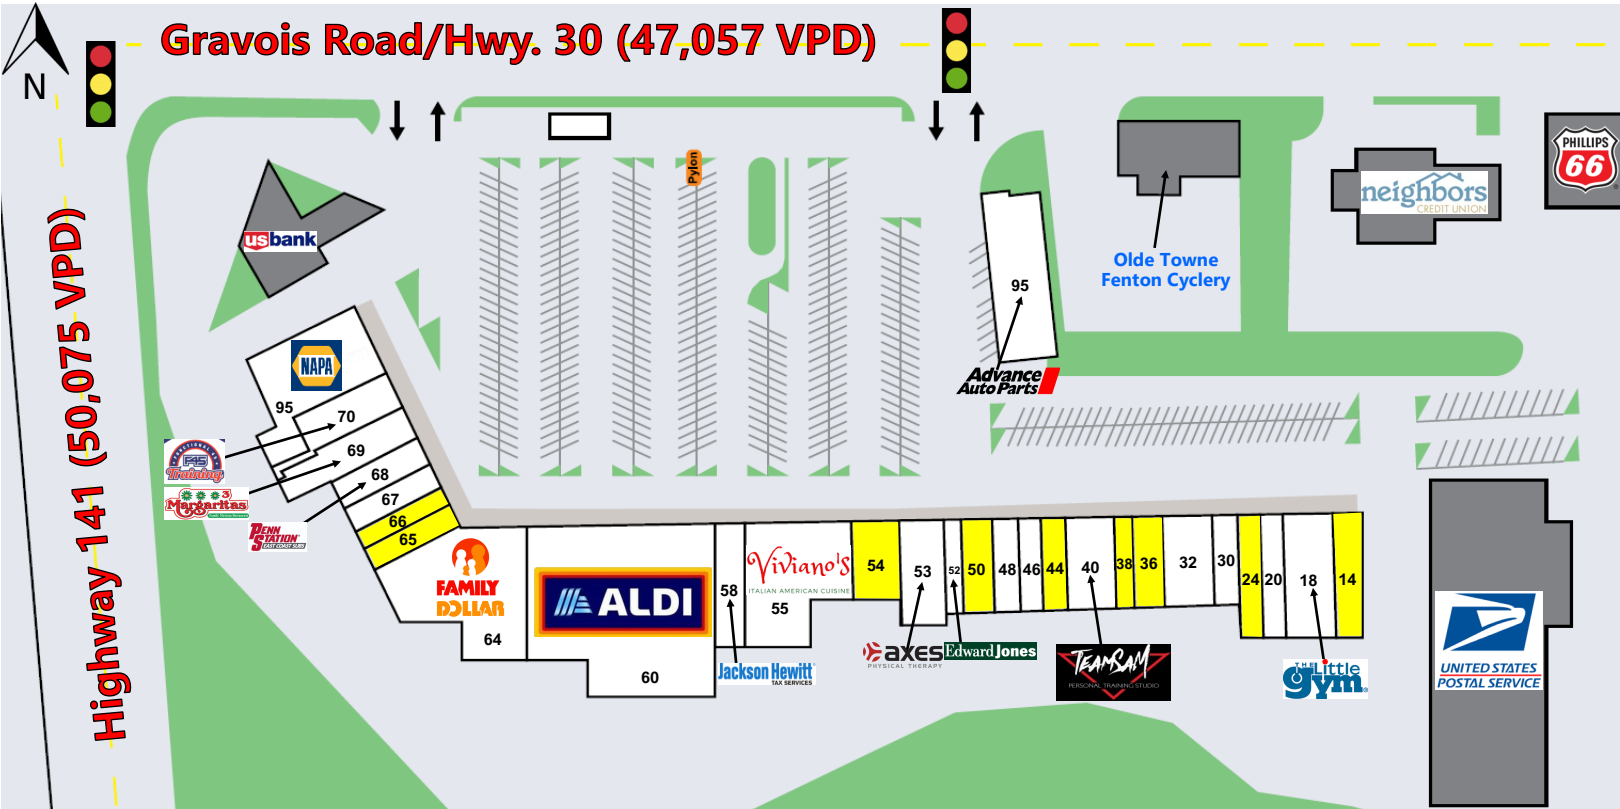 Gravois Road/Hwy. 30 (47,057 VPD)
N
Highway 141 (50,075 VPD)
Pylon
usbank
Olde Towne
Fenton Cyclery
neighbors
CREDIT UNION
PHILLIPS
66
95
Advance
Auto Parts
NAPA
95
70
69
68
67
66
65
F45
Training
3
Margaritas
PENN
STATION
EAST COAST SUBS
FAMILY
DOLLAR
64
ALDI
60
58
Jackson Hewitt
TAX SERVICES
Viviano's
ITALIAN AMERICAN CUISINE
55
54
53
52
50
48
46
44
40
38
36
32
30
24
20
18
14
axes
PHYSICAL THERAPY
Edward Jones
TEAMSAM
PERSONAL TRAINING STUDIO
THE Little
gym
UNITED STATES
POSTAL SERVICE